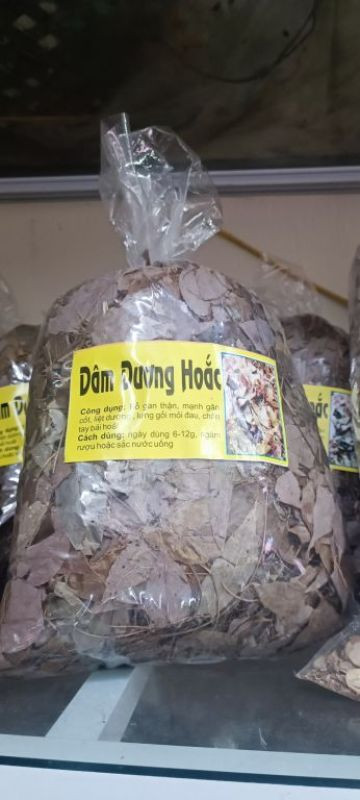 Dâm Dương Hoắc
Công dụng: Bổ gan thận, mạnh gân
cốt, liệt dương, lưng gối mỏi đau, chân
tay bải hoải
Cách dùng: ngày dùng 6-12g, ngâm
rượu hoặc sắc nước uống